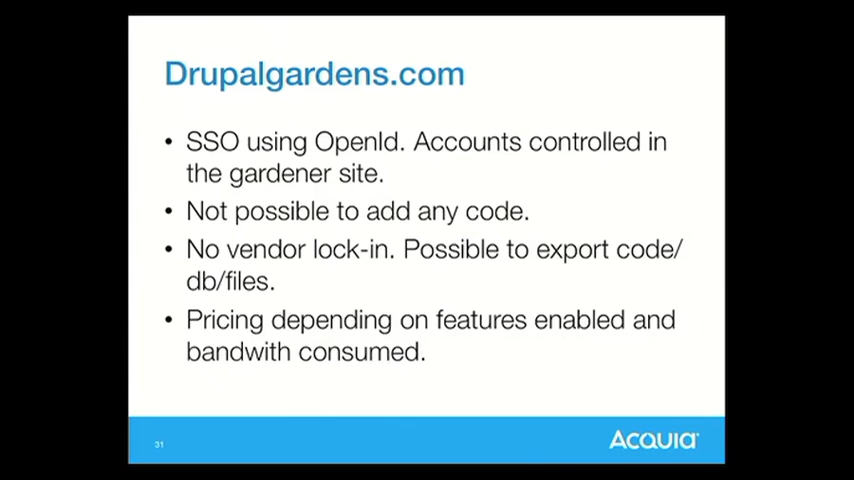 Drupalgardens.com
• SSO using OpenId. Accounts controlled in
the gardener site.
• Not possible to add any code.
• No vendor lock-in. Possible to export code/
db/files.
• Pricing depending on features enabled and
bandwith consumed.
31
ACQUIA